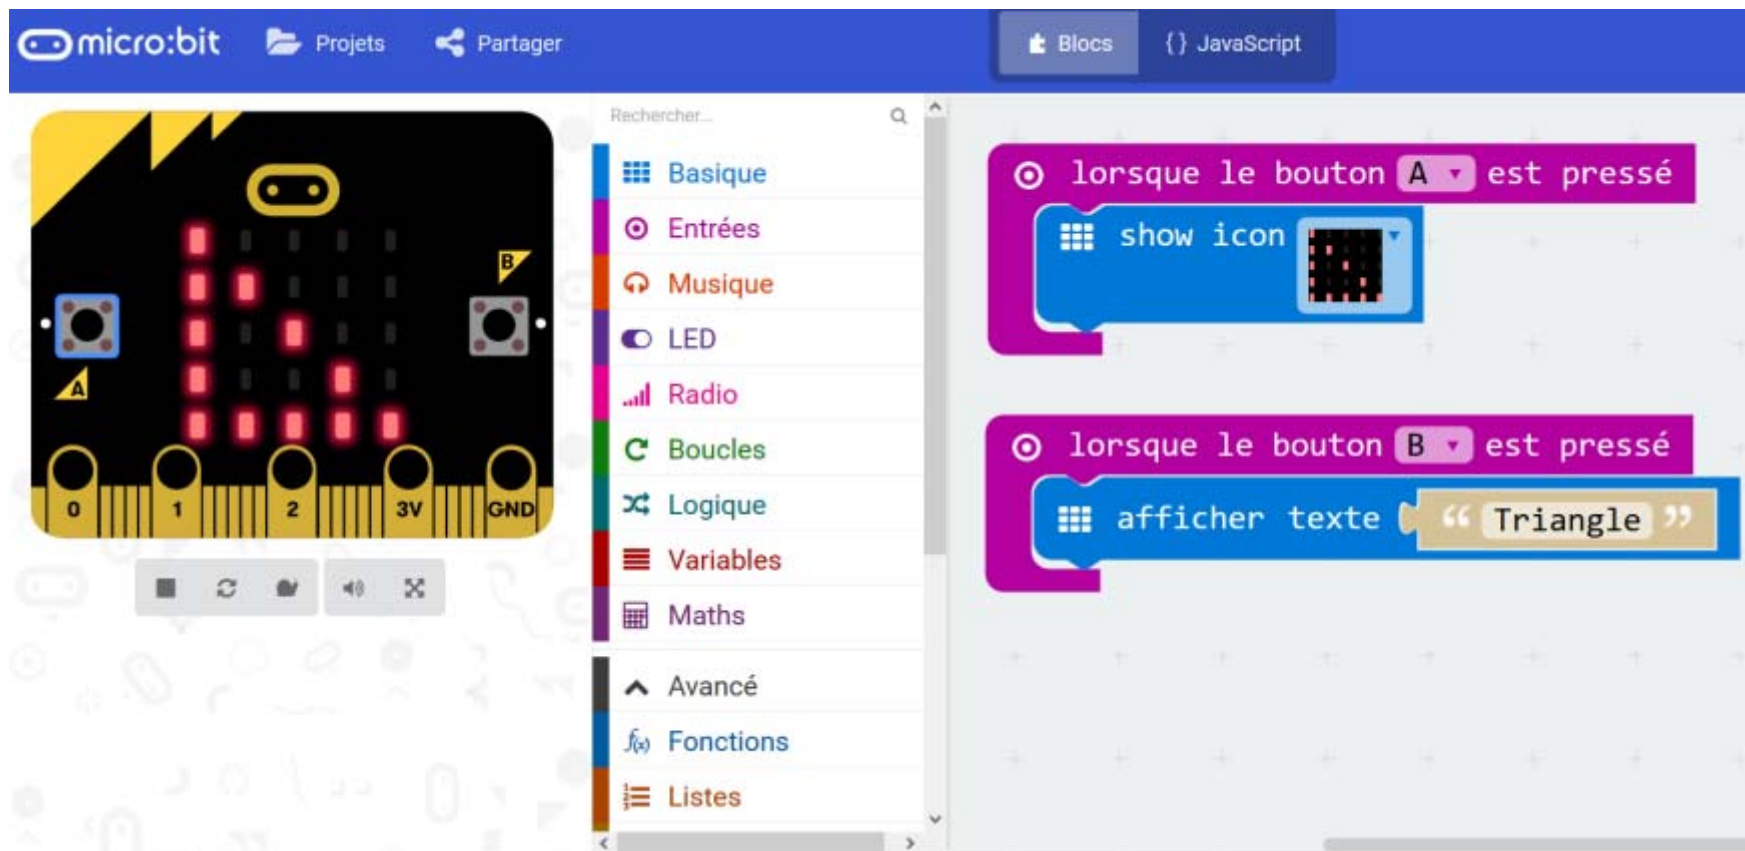 micro:bit Projets Partager Blocs {} JavaScript
B
A
0 1 2 3V GND
Rechercher...
Basique
Entrées
Musique
LED
Radio
Boucles
Logique
Variables
Maths
Avancé
f(x) Fonctions
Listes
lorsque le bouton A est pressé
show icon
lorsque le bouton B est pressé
afficher texte “ Triangle ”